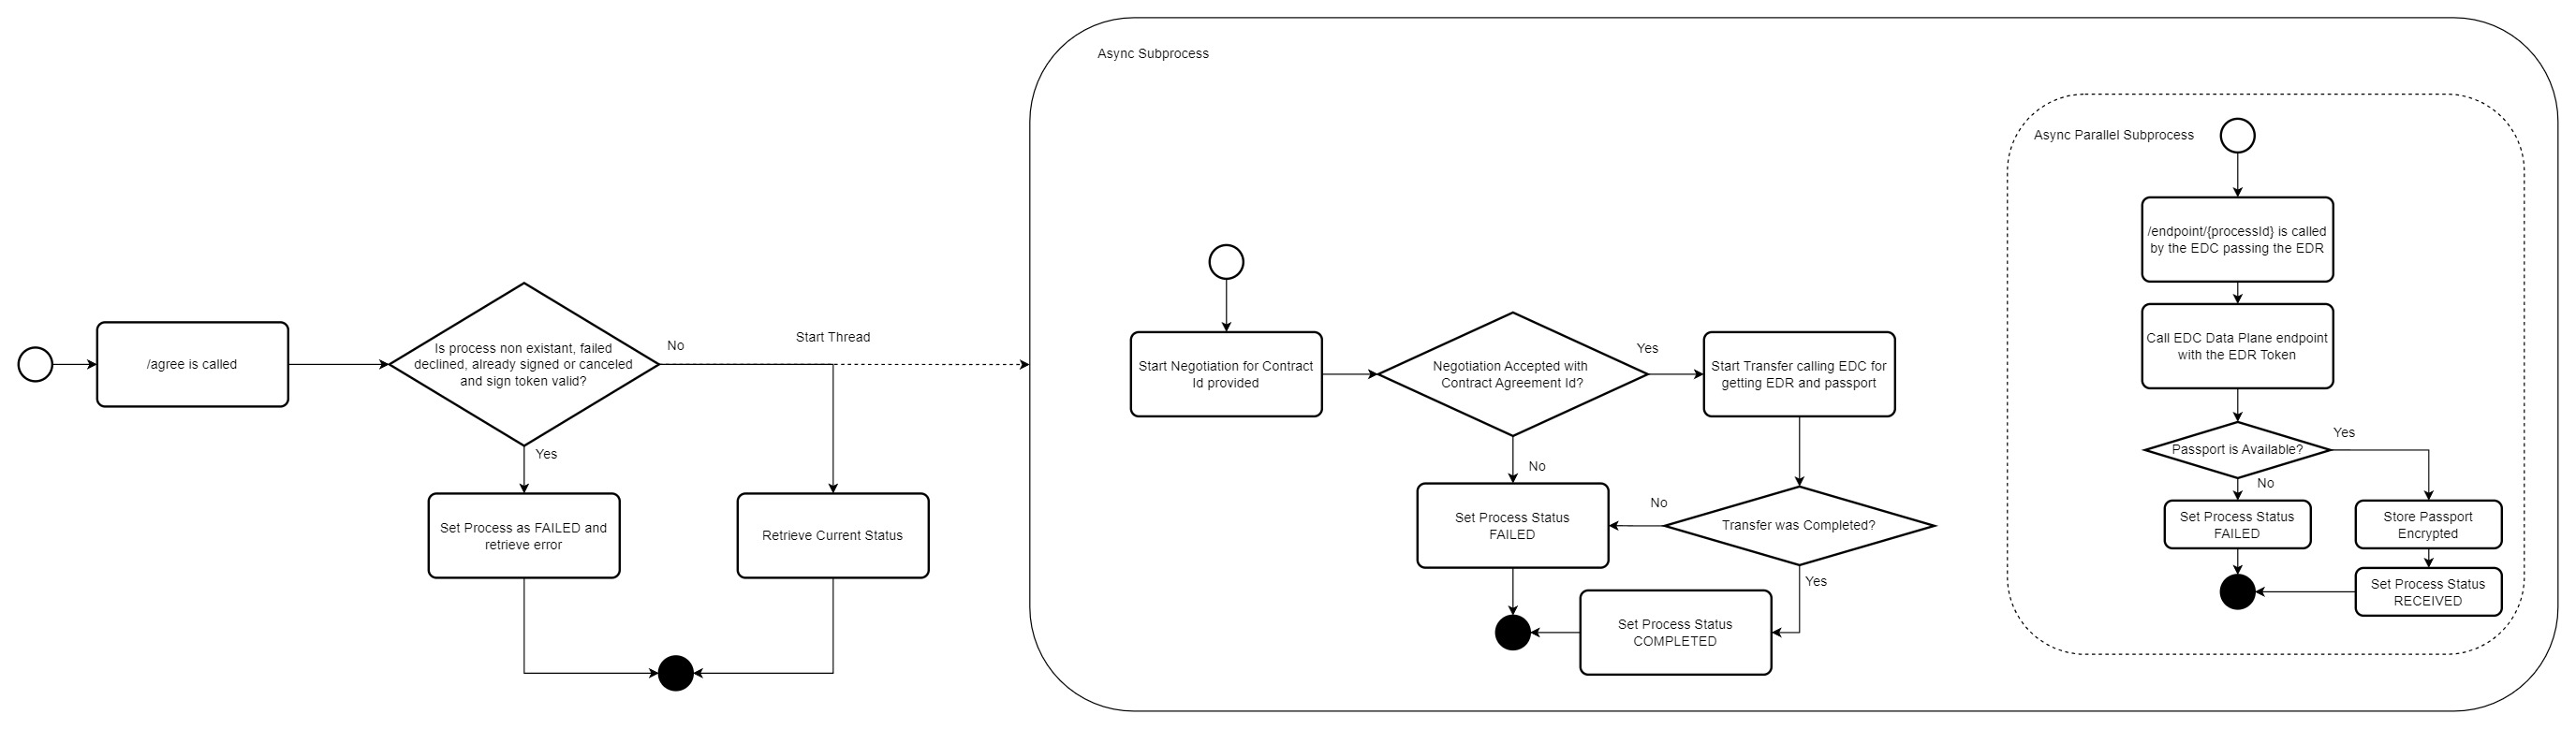 /agree is called
Is process non existant, failed
declined, already signed or canceled
and sign token valid?
No
Start Thread
Yes
Set Process as FAILED and
retrieve error
Retrieve Current Status
Async Subprocess
Start Negotiation for Contract
Id provided
Negotiation Accepted with
Contract Agreement Id?
Yes
Start Transfer calling EDC for
getting EDR and passport
No
Set Process Status
FAILED
No
Transfer was Completed?
Yes
Set Process Status
COMPLETED
Async Parallel Subprocess
/endpoint/{processId} is called
by the EDC passing the EDR
Call EDC Data Plane endpoint
with the EDR Token
Passport is Available?
Yes
No
Set Process Status
FAILED
Store Passport
Encrypted
Set Process Status
RECEIVED